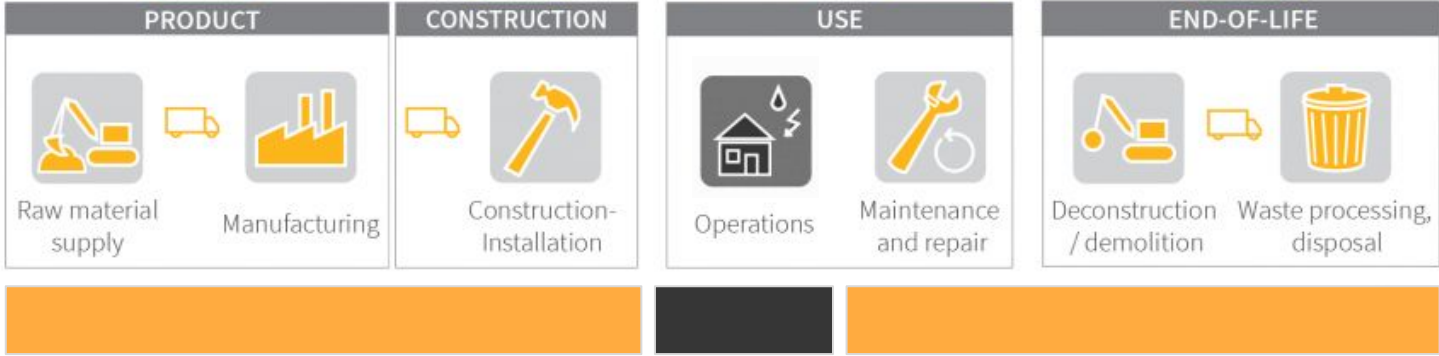 PRODUCT
CONSTRUCTION
USE
END-OF-LIFE
Raw material
supply
Manufacturing
Construction-
Installation
Operations
Maintenance
and repair
Deconstruction
/ demolition
Waste processing,
disposal